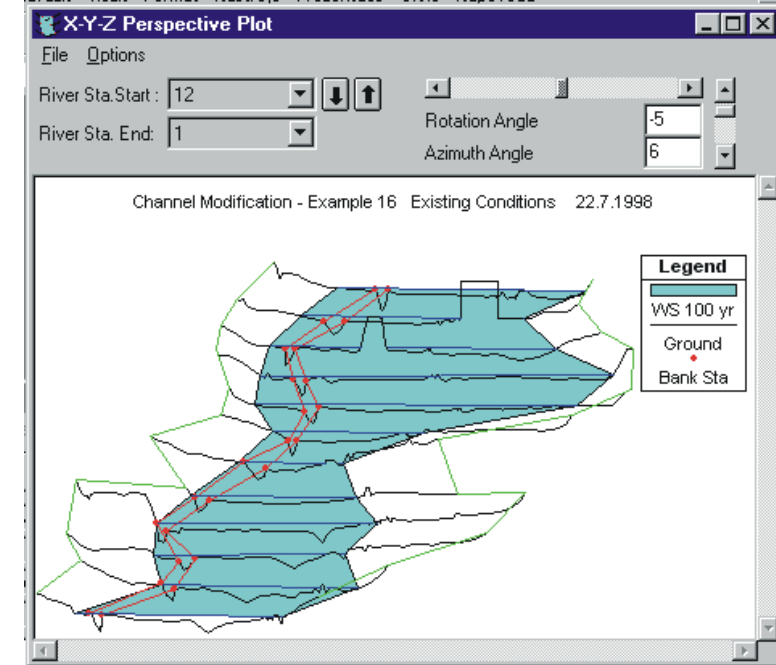 X-Y-Z Perspective Plot
File Options
River Sta.Start : 12
River Sta. End: 1
Rotation Angle -5
Azimuth Angle 6
Channel Modification - Example 16 Existing Conditions 22.7.1998
Legend
WS 100 yr
Ground
Bank Sta